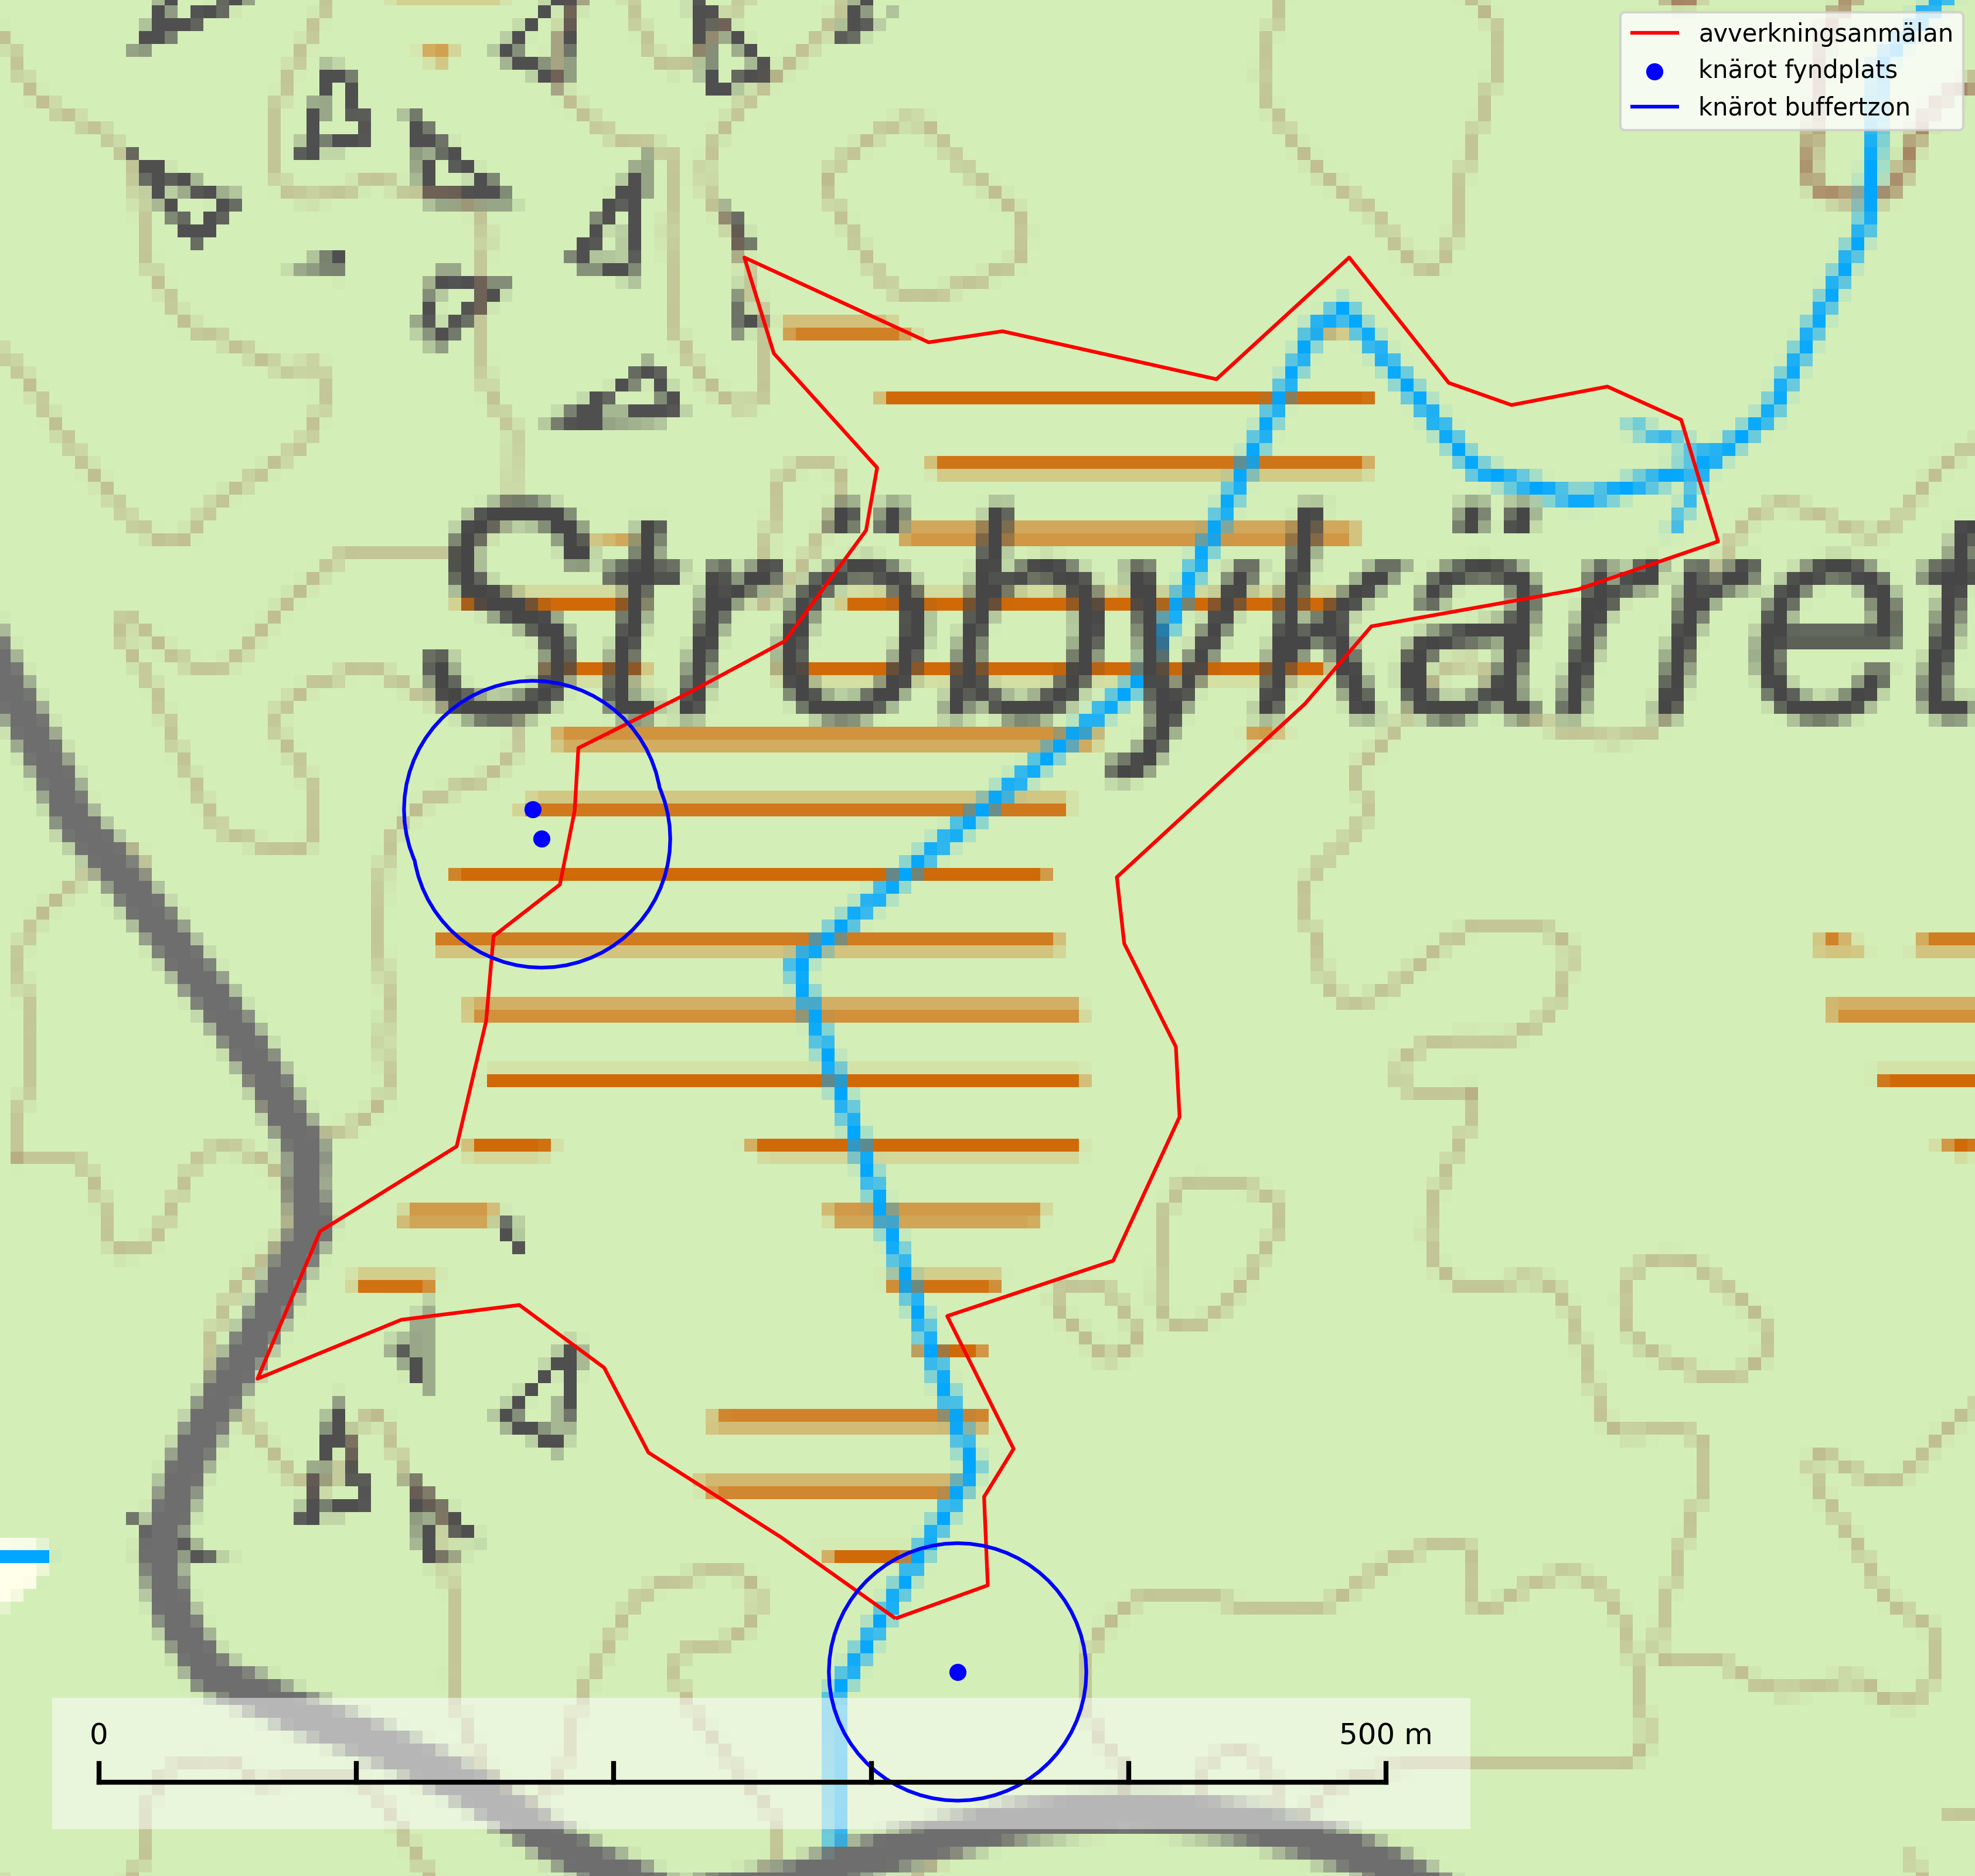 avverkningsanmälan
knärot fyndplats
knärot buffertzon
Ströbykärret
0 500 m